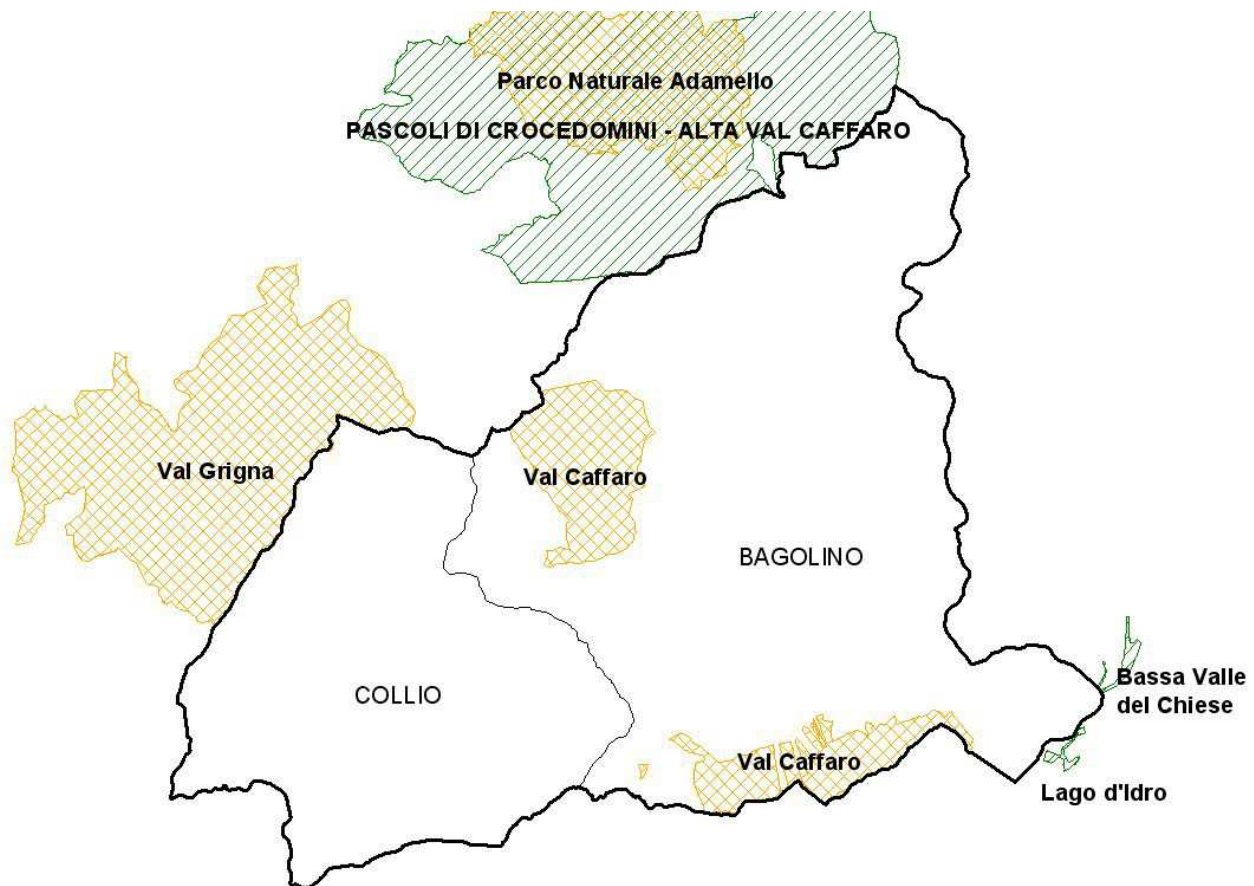 Parco Naturale Adamello
PASCOLI DI CROCEDOMINI - ALTA VAL CAFFARO
Val Grigna
Val Caffaro
BAGOLINO
COLLIO
Bassa Valle
del Chiese
Val Caffaro
Lago d'Idro